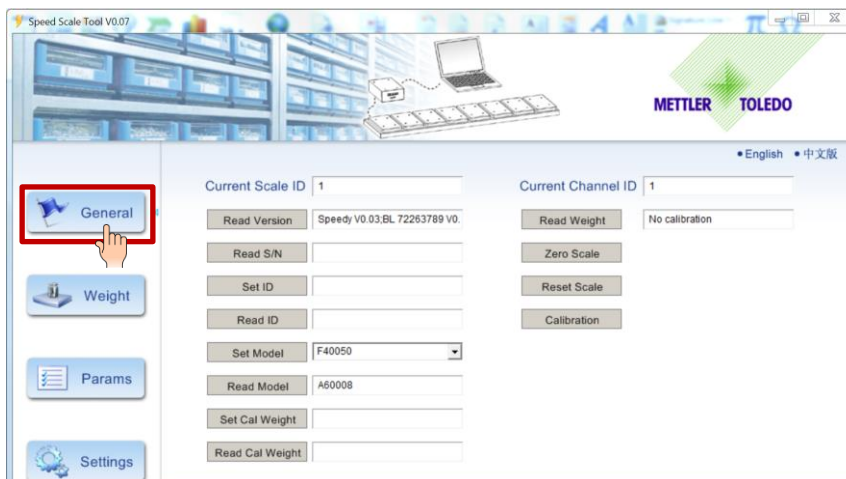 Speed Scale Tool V0.07
METTLER TOLEDO
•English •中文版
General
Weight
Params
Settings
Current Scale ID 1
Read Version Speedy V0.03;BL 72263789 V0.
Read S/N
Set ID
Read ID
Set Model F40050
Read Model A60008
Set Cal Weight
Read Cal Weight
Current Channel ID 1
Read Weight No calibration
Zero Scale
Reset Scale
Calibration